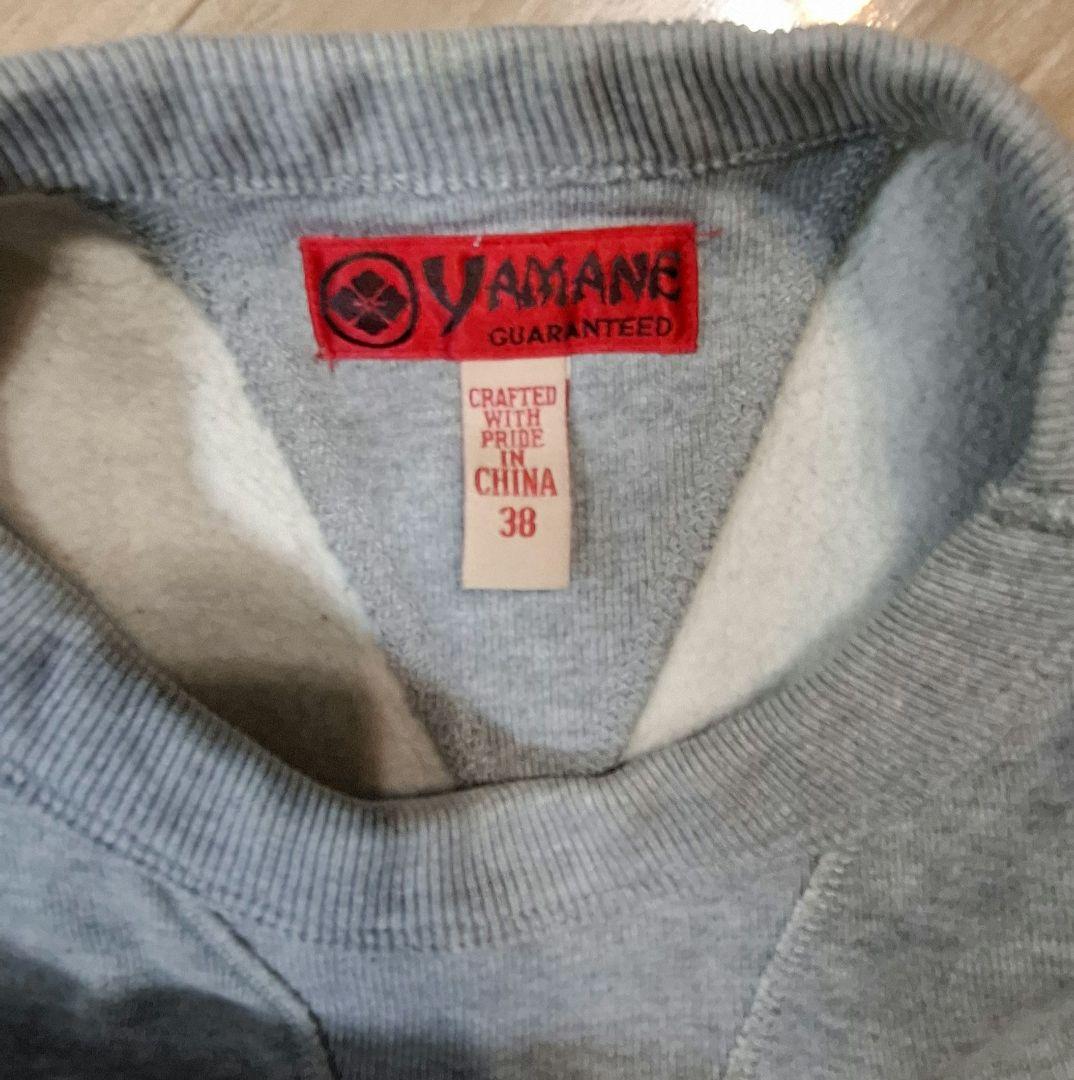 YAMANE
GUARANTEED
CRAFTED
WITH
PRIDE
IN
CHINA
38